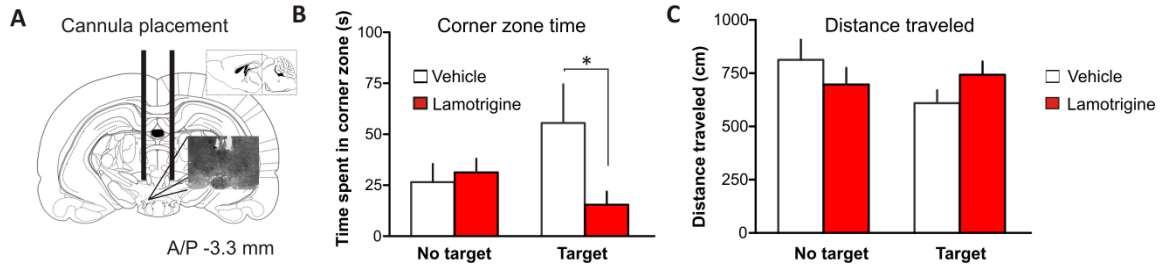 A
Cannula placement
A/P -3.3 mm
B
Corner zone time
Time spent in corner zone (s)
100
75
50
25
0
Vehicle
Lamotrigine
*
No target
Target
C
Distance traveled
Distance traveled (cm)
1000
750
500
250
0
No target
Target
Vehicle
Lamotrigine